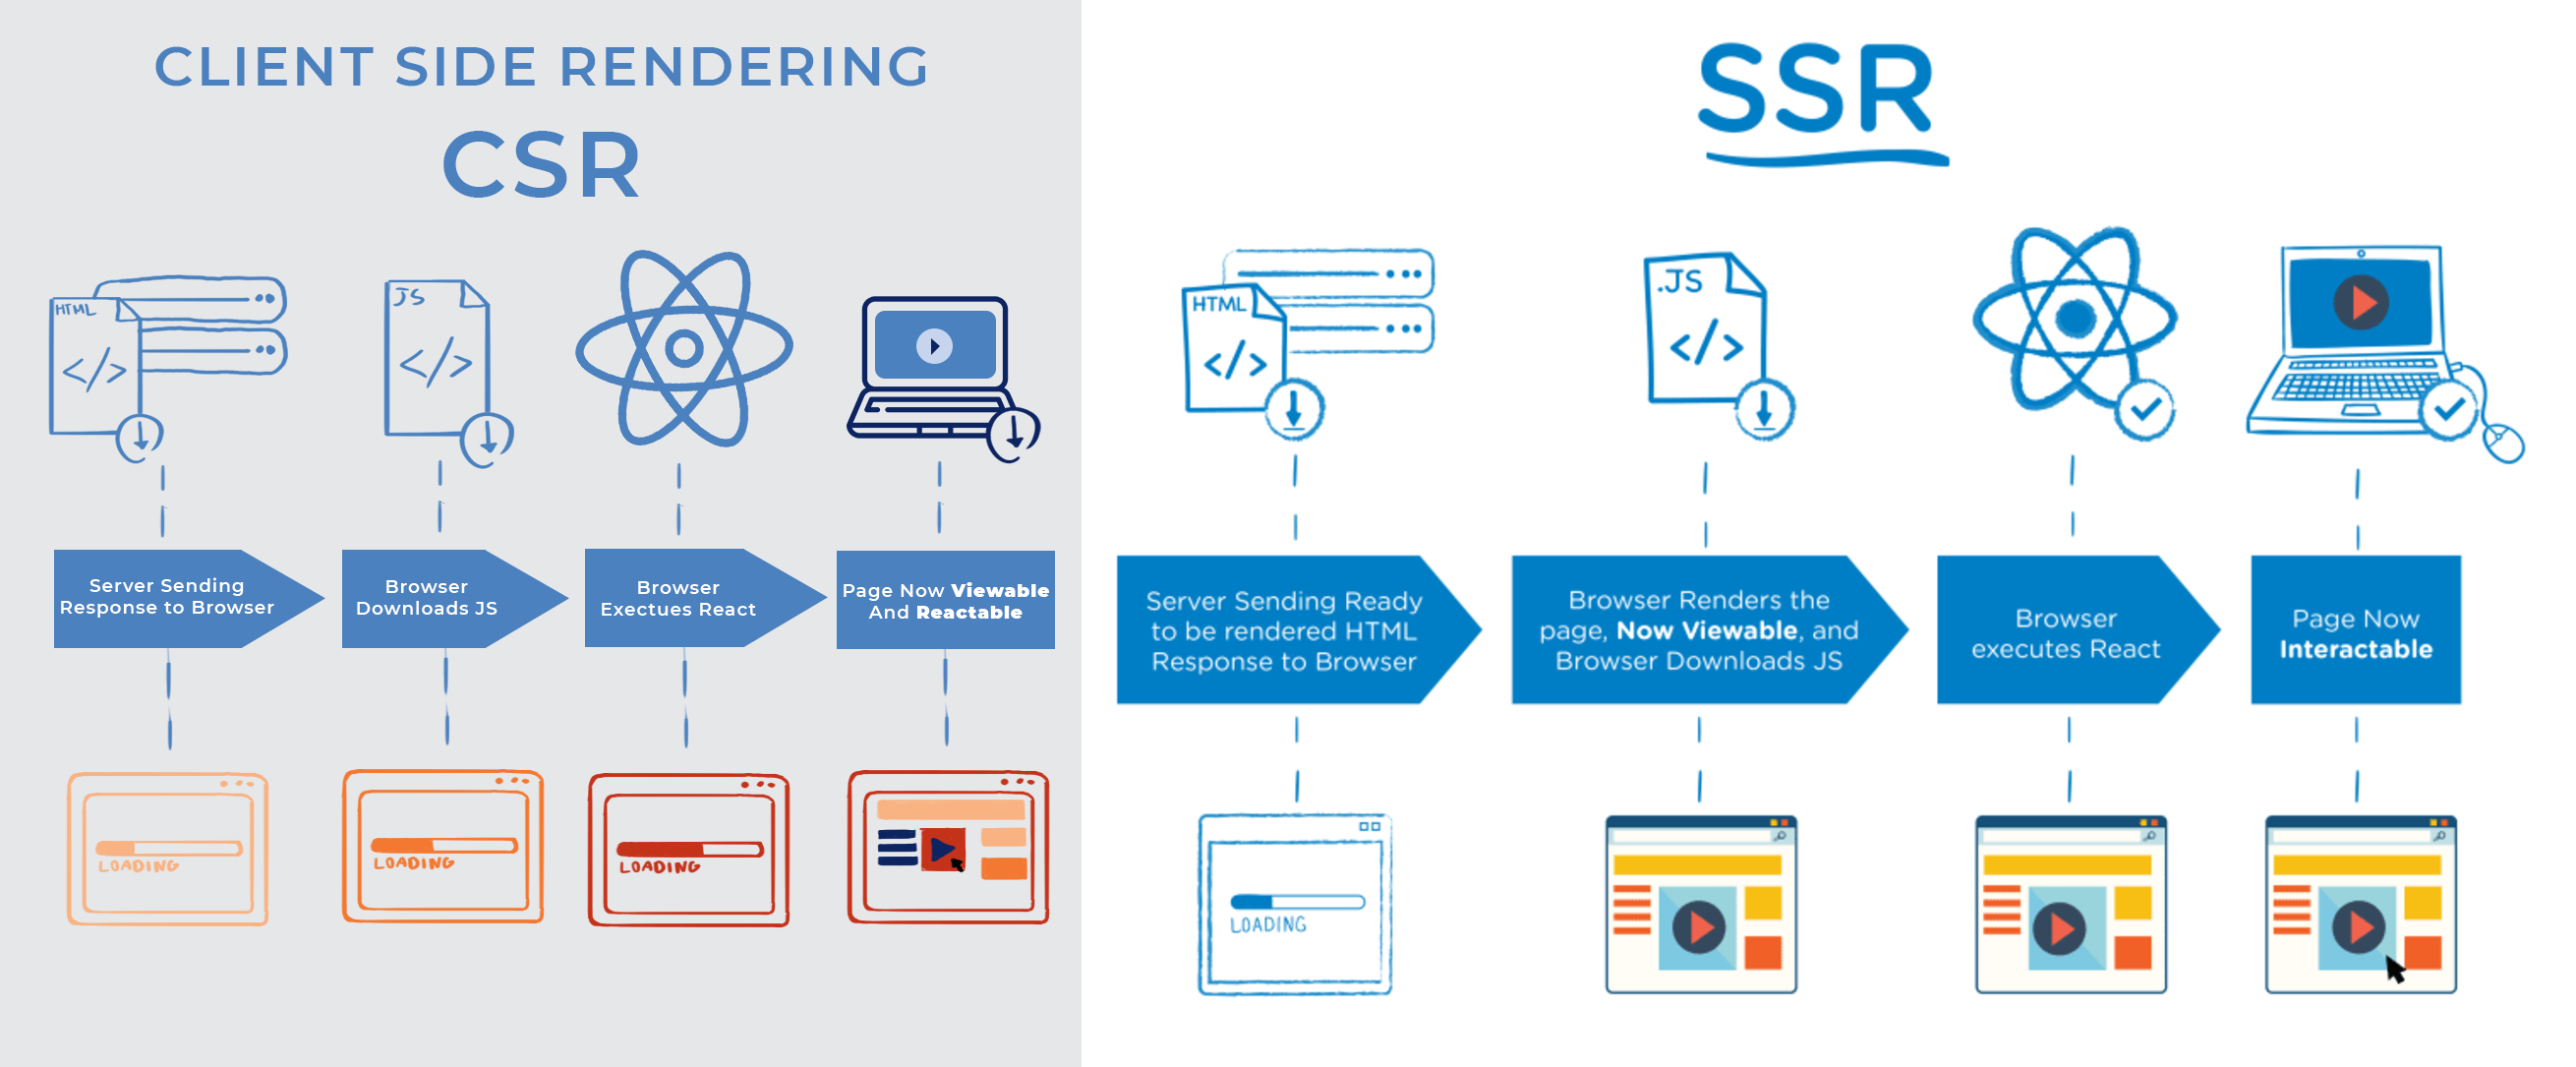 CLIENT SIDE RENDERING
CSR
HTML
</>
JS
</>
Server Sending
Response to Browser
Browser
Downloads JS
Browser
Exectues React
Page Now Viewable
And Reactable
LOADING
LOADING
LOADING
SSR
HTML
</>
.JS
</>
Server Sending Ready
to be rendered HTML
Response to Browser
Browser Renders the
page, Now Viewable, and
Browser Downloads JS
Browser
executes React
Page Now
Interactable
LOADING